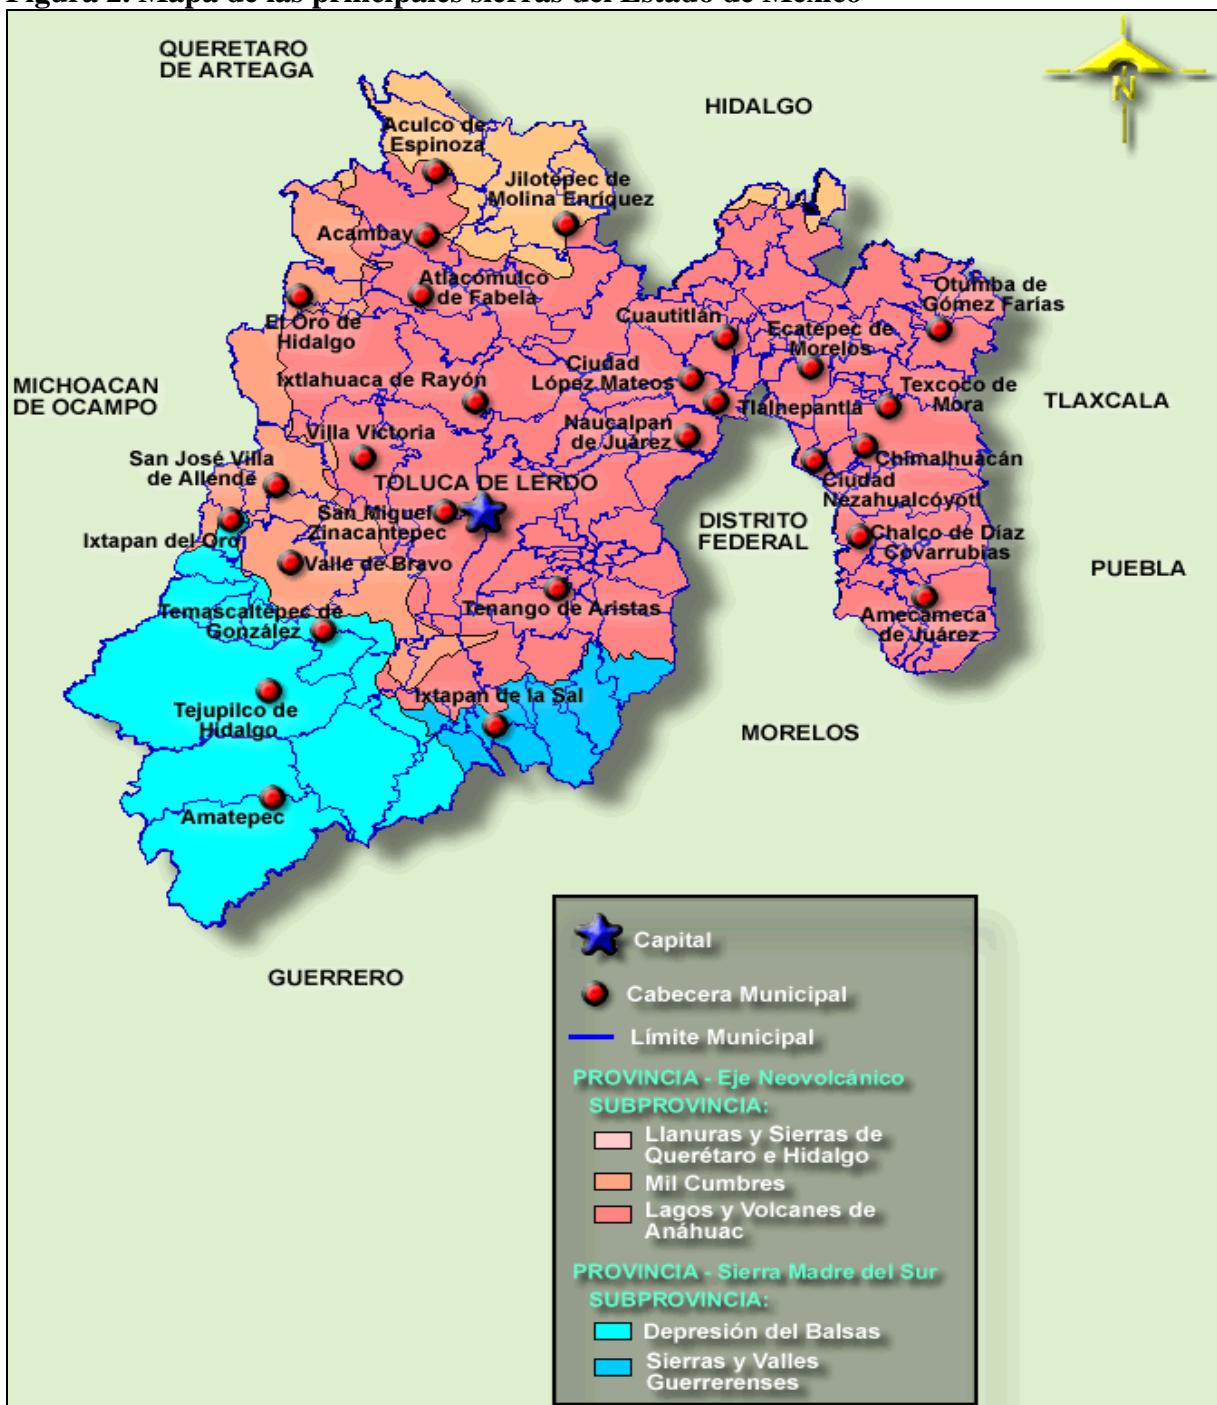 Figura 2. Mapa de las principales sierras del Estado de México
QUERETARO
DE ARTEAGA
HIDALGO
N
Aculco de
Espinoza
Jilotepec de
Molina Enríquez
Acambay
Atlacomulco
de Fabela
Otumba de
Gómez Farías
El Oro de
Hidalgo
Cuautitlán
Ecatepec de
Morelos
MICHOACAN
DE OCAMPO
Ixtlahuaca de Rayón
Ciudad
López Mateos
Texcoco de
Mora
TLAXCALA
Tlalnepantla
Villa Victoria
Naucalpan
de Juárez
San José Villa
de Allende
Chimalhuacán
TOLUCA DE LERDO
Ciudad
Nezahualcóyotl
San Miguel
Zinacantepec
DISTRITO
FEDERAL
Ixtapan del Oro
Chalco de Díaz
Covarrubias
Valle de Bravo
PUEBLA
Temascaltepec de
González
Tenango de Aristas
Amecameca
de Juárez
Ixtapan de la Sal
Tejupilco de
Hidalgo
MORELOS
Amatepec
GUERRERO
Capital
Cabecera Municipal
Límite Municipal
PROVINCIA - Eje Neovolcánico
SUBPROVINCIA:
Llanuras y Sierras de
Querétaro e Hidalgo
Mil Cumbres
Lagos y Volcanes de
Anáhuac
PROVINCIA - Sierra Madre del Sur
SUBPROVINCIA:
Depresión del Balsas
Sierras y Valles
Guerrerenses